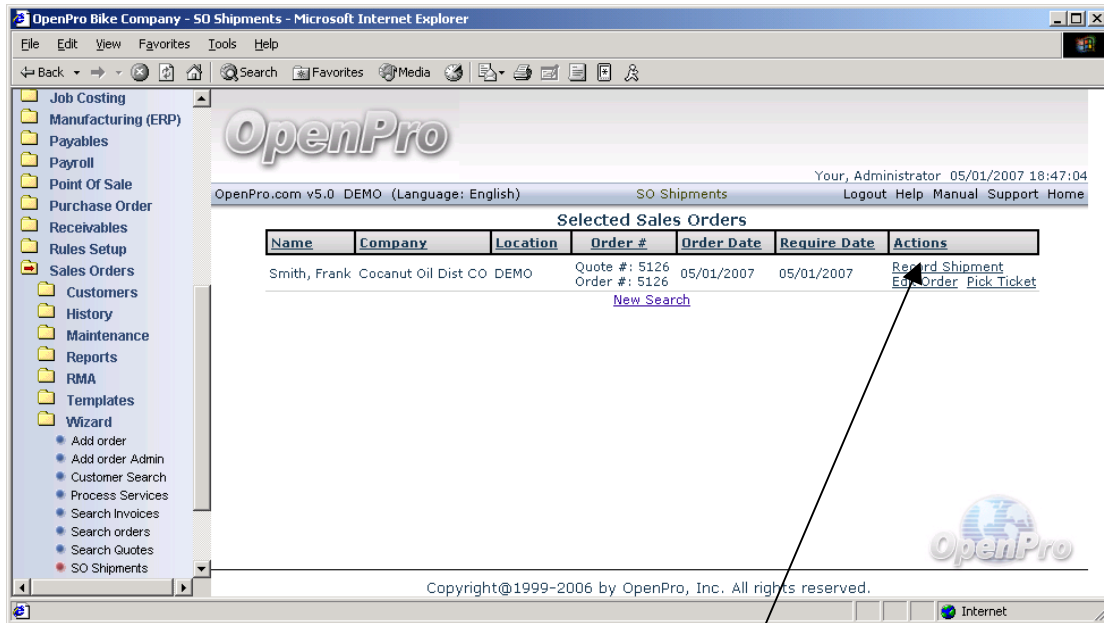 OpenPro Bike Company - SO Shipments - Microsoft Internet Explorer
File Edit View Favorites Tools Help
Back Search Favorites Media
Job Costing
Manufacturing (ERP)
Payables
Payroll
Point Of Sale
Purchase Order
Receivables
Rules Setup
Sales Orders
Customers
History
Maintenance
Reports
RMA
Templates
Wizard
Add order
Add order Admin
Customer Search
Process Services
Search Invoices
Search orders
Search Quotes
SO Shipments
OpenPro
Your, Administrator 05/01/2007 18:47:04
OpenPro.com v5.0 DEMO (Language: English) SO Shipments Logout Help Manual Support Home
Selected Sales Orders
Name Company Location Order # Order Date Require Date Actions
Smith, Frank Cocanut Oil Dist CO DEMO Quote #: 5126 05/01/2007 05/01/2007 Record Shipment
Order #: 5126 Edit Order Pick Ticket
New Search
OpenPro
Copyright@1999-2006 by OpenPro, Inc. All rights reserved.
Internet